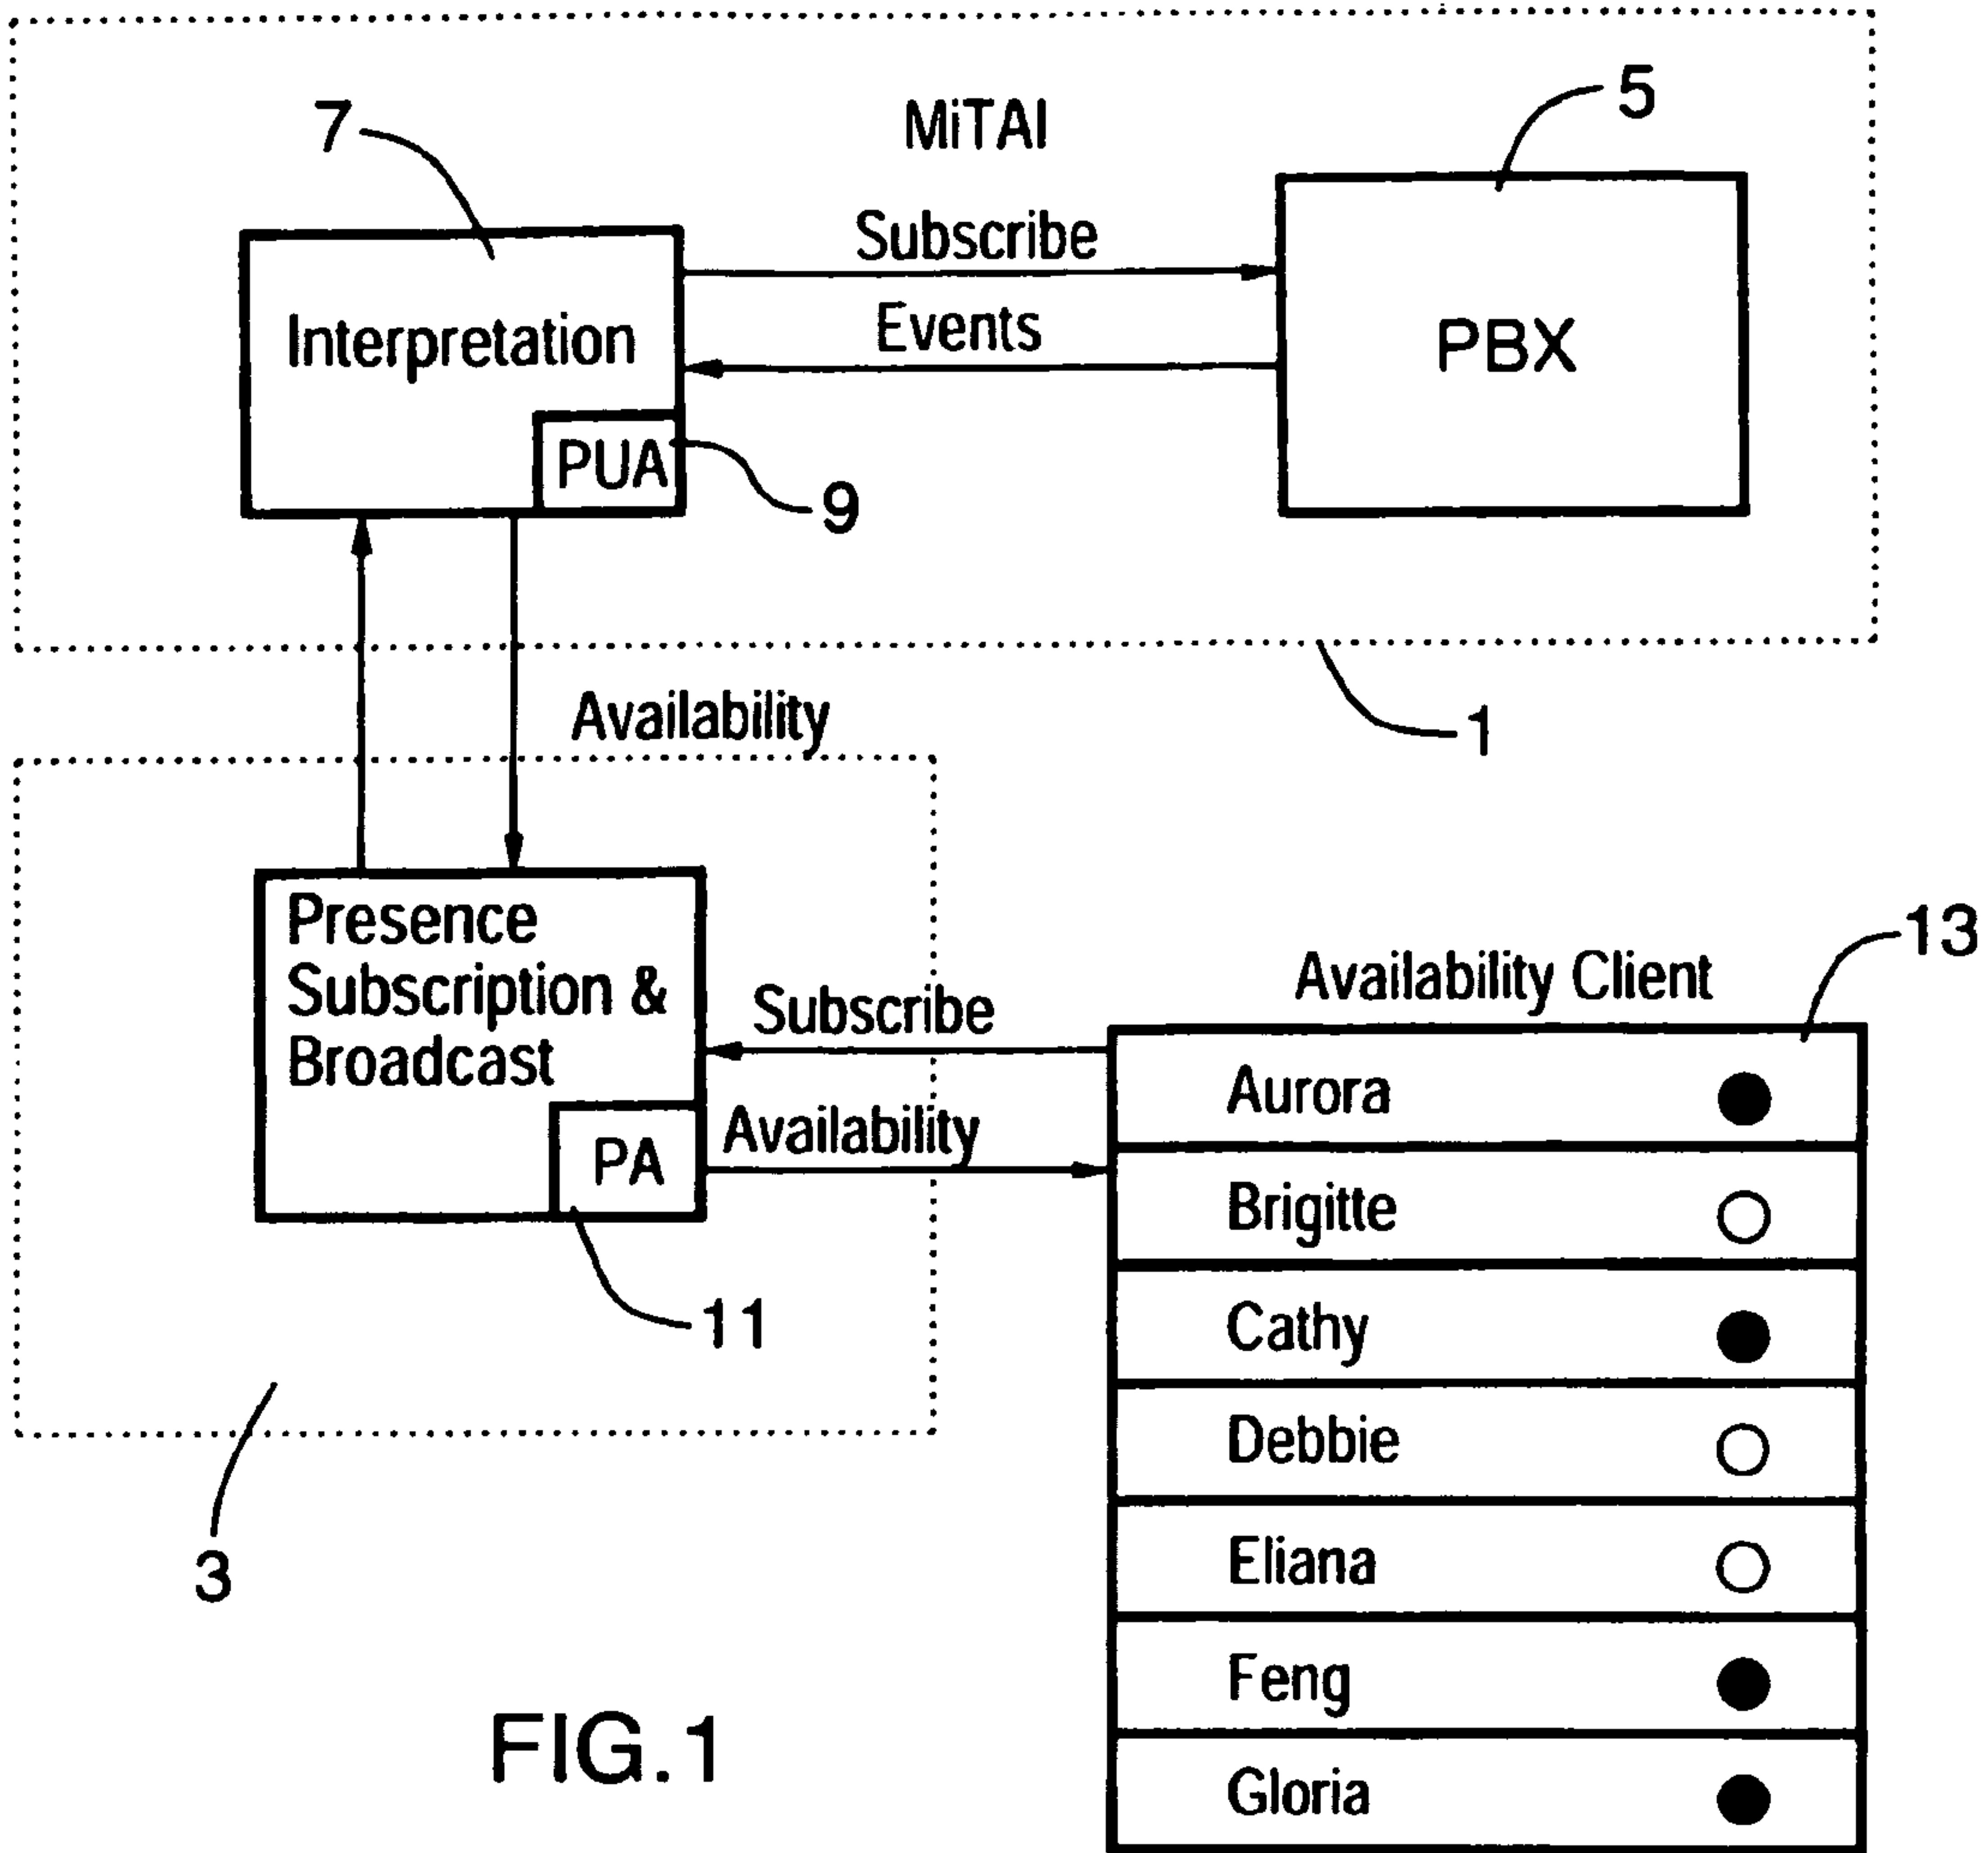 MiTAI
7
5
Subscribe
Interpretation
Events
PBX
PUA
9
Availability
1
Presence
Subscription &
Broadcast
Subscribe
Availability
PA
11
3
Availability Client
13
Aurora
Brigitte
Cathy
Debbie
Eliana
Feng
Gloria
FIG.1